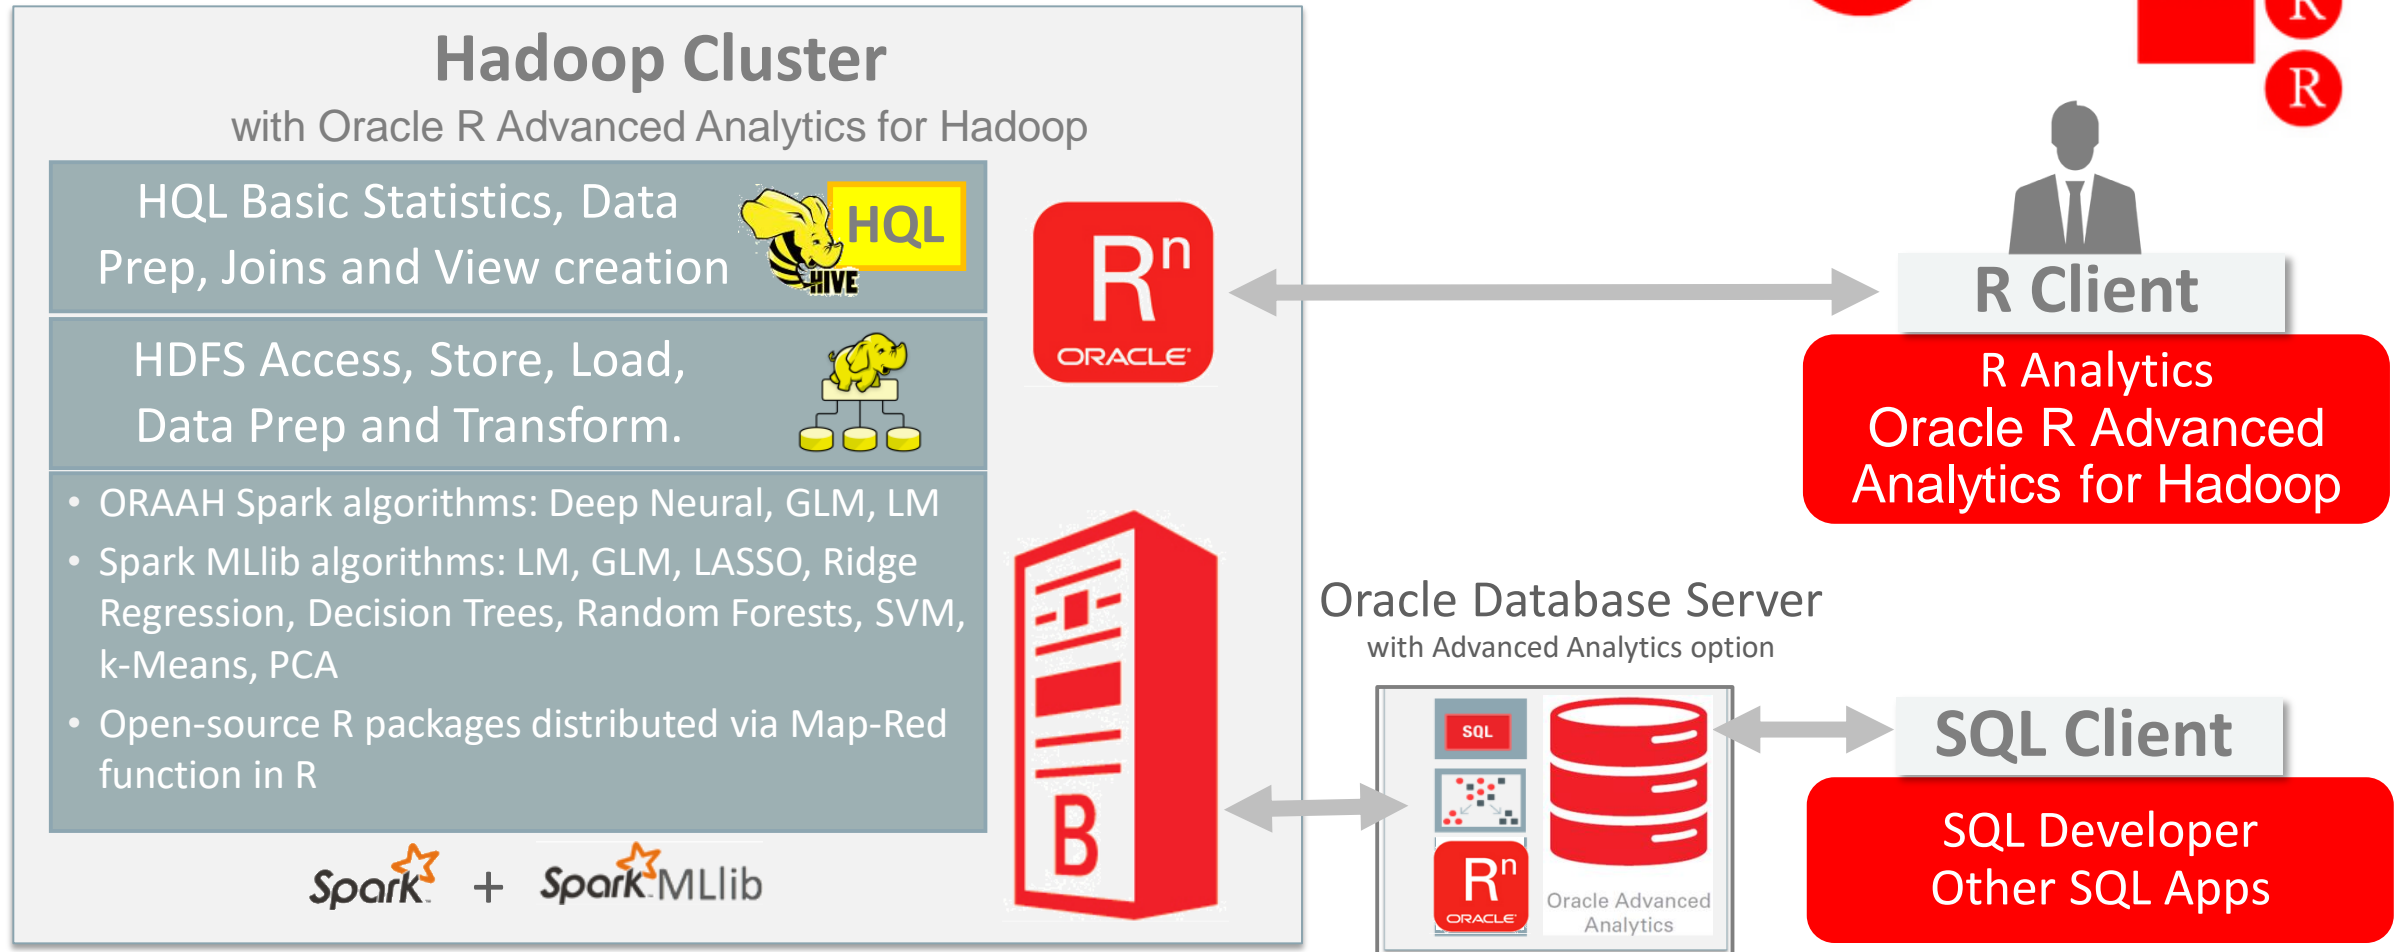 Hadoop Cluster
with Oracle R Advanced Analytics for Hadoop
HQL Basic Statistics, Data
Prep, Joins and View creation
HQL
HIVE
HDFS Access, Store, Load,
Data Prep and Transform.
• ORAAH Spark algorithms: Deep Neural, GLM, LM
• Spark MLlib algorithms: LM, GLM, LASSO, Ridge
Regression, Decision Trees, Random Forests, SVM,
k-Means, PCA
• Open-source R packages distributed via Map-Red
function in R
Spark + Spark MLlib
Rn
ORACLE
B
R
R
R Client
R Analytics
Oracle R Advanced
Analytics for Hadoop
Oracle Database Server
with Advanced Analytics option
SQL
Rn
ORACLE
Oracle Advanced
Analytics
SQL Client
SQL Developer
Other SQL Apps